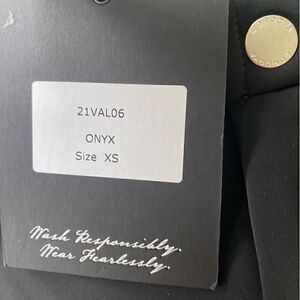 21VAL06
ONYX
Size XS
Wash Responsibly.
Wear Fearlessly.